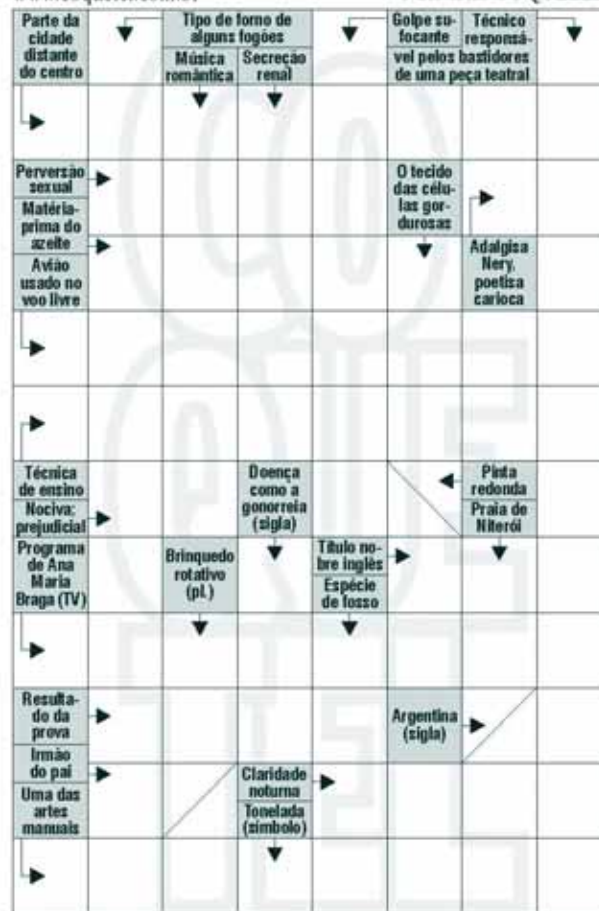 Parte da
cidade
distante
do centro
Tipo de forno de
alguns fogões
Música
romântica
Secreção
renal
Golpe su-
focante
Técnico
responsá-
vel pelos bastidores
de uma peça teatral
Perversão
sexual
Matéria-
prima do
azeite
Avião
usado no
voo livre
O tecido
das célu-
las gor-
durosas
Adalgisa
Nery,
poetisa
carioca
Técnica
de ensino
Nociva;
prejudicial
Doença
como a
gonorreia
(sigla)
Pinta
redonda
Praia de
Niterói
Programa
de Ana
Maria
Braga (TV)
Brinquedo
rotativo
(pl.)
Título no-
bre inglês
Espécie
de fosso
Resulta-
do da
prova
Irmão
do pai
Uma das
artes
manuais
Argentina
(sigla)
Claridade
noturna
Tonelada
(símbolo)